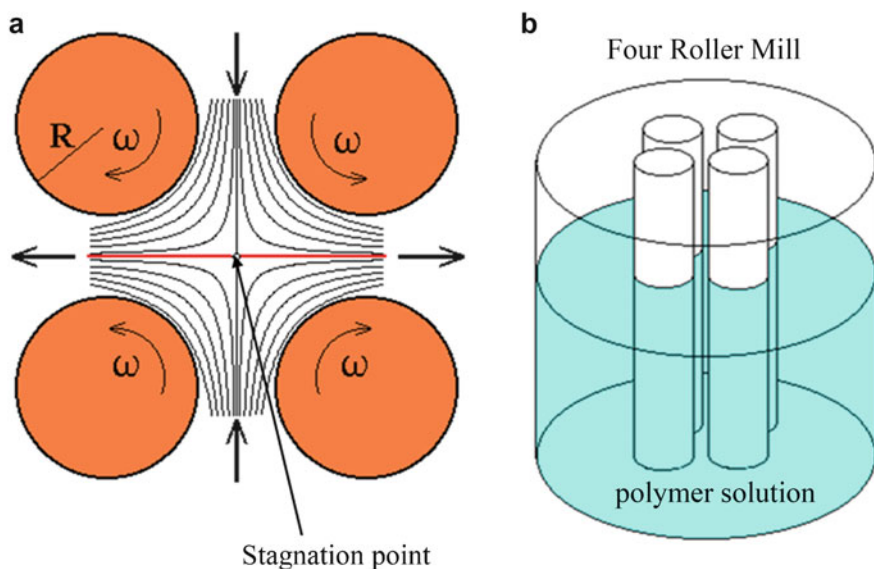 a
R
ω
ω
ω
ω
Stagnation point
b
Four Roller Mill
polymer solution